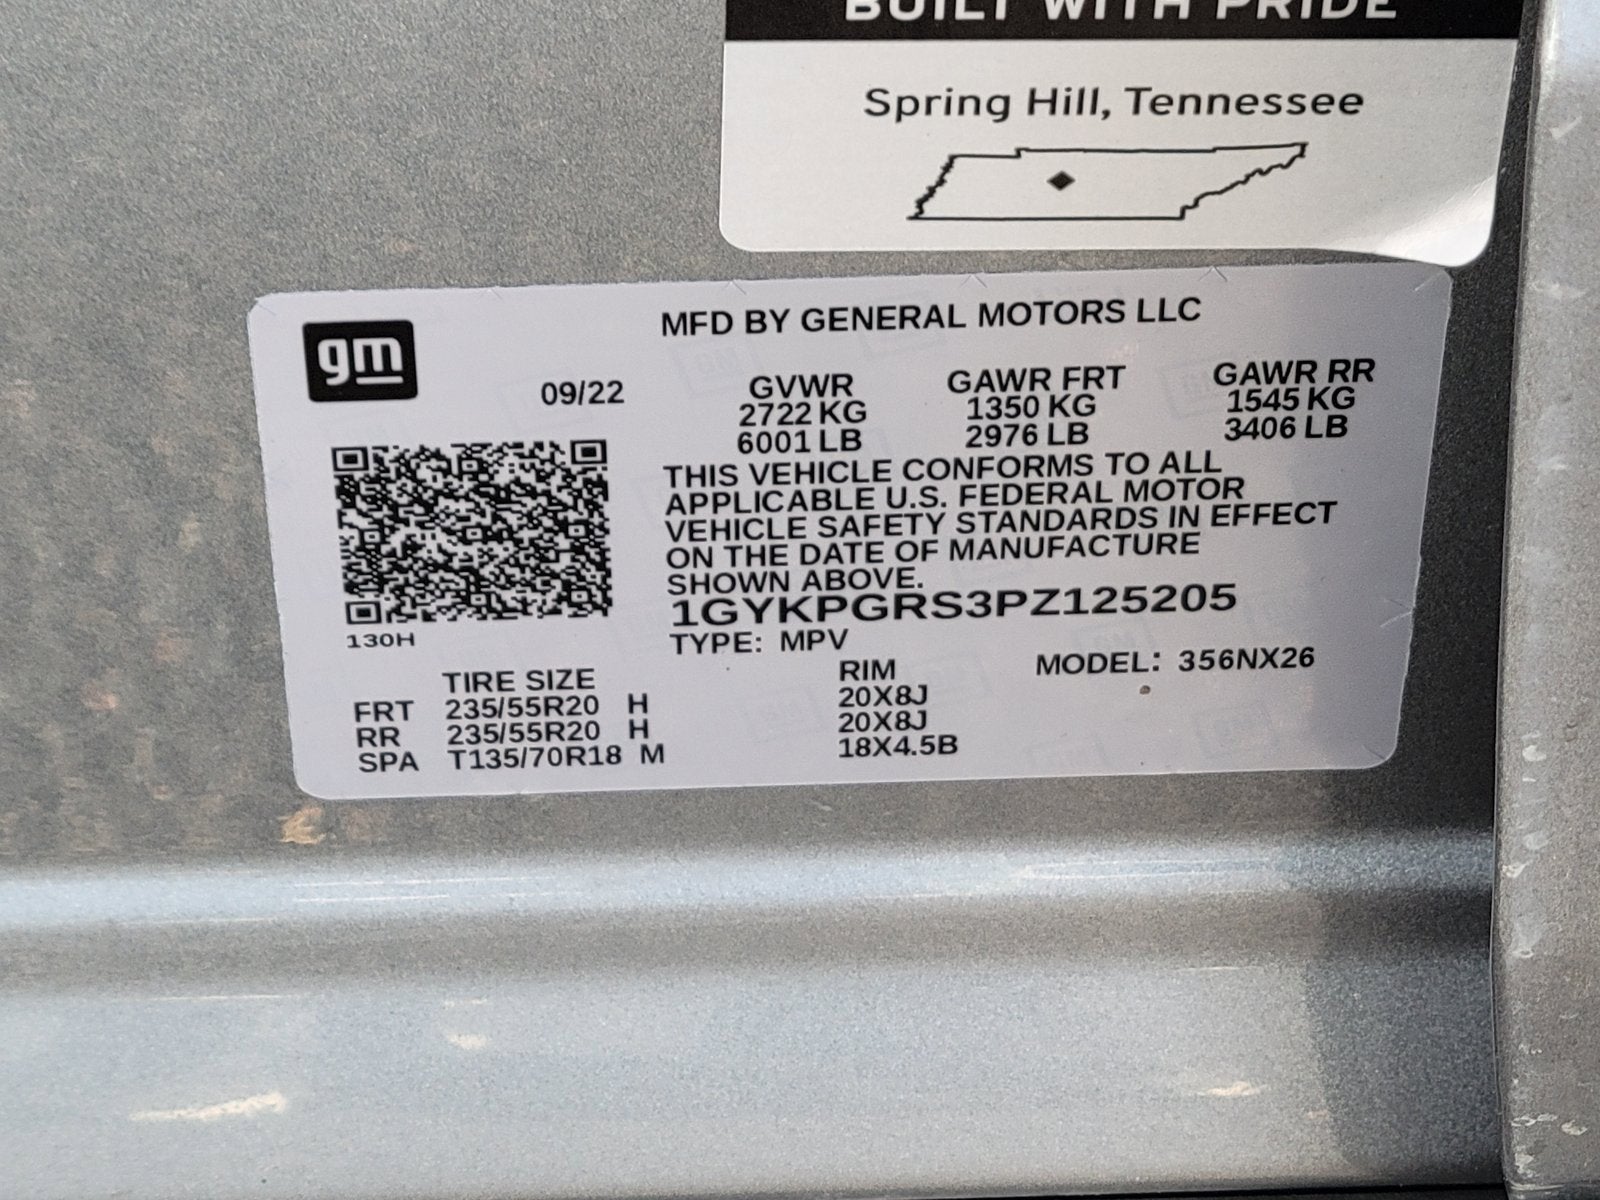 BUILT WITH PRIDE
Spring Hill, Tennessee
gm
MFD BY GENERAL MOTORS LLC
09/22
GVWR GAWR FRT GAWR RR
2722 KG 1350 KG 1545 KG
6001 LB 2976 LB 3406 LB
THIS VEHICLE CONFORMS TO ALL
APPLICABLE U.S. FEDERAL MOTOR
VEHICLE SAFETY STANDARDS IN EFFECT
ON THE DATE OF MANUFACTURE
SHOWN ABOVE.
1GYKPGRS3PZ125205
130H
TYPE: MPV
MODEL: 356NX26
TIRE SIZE RIM
FRT 235/55R20 H 20X8J
RR 235/55R20 H 20X8J
SPA T135/70R18 M 18X4.5B